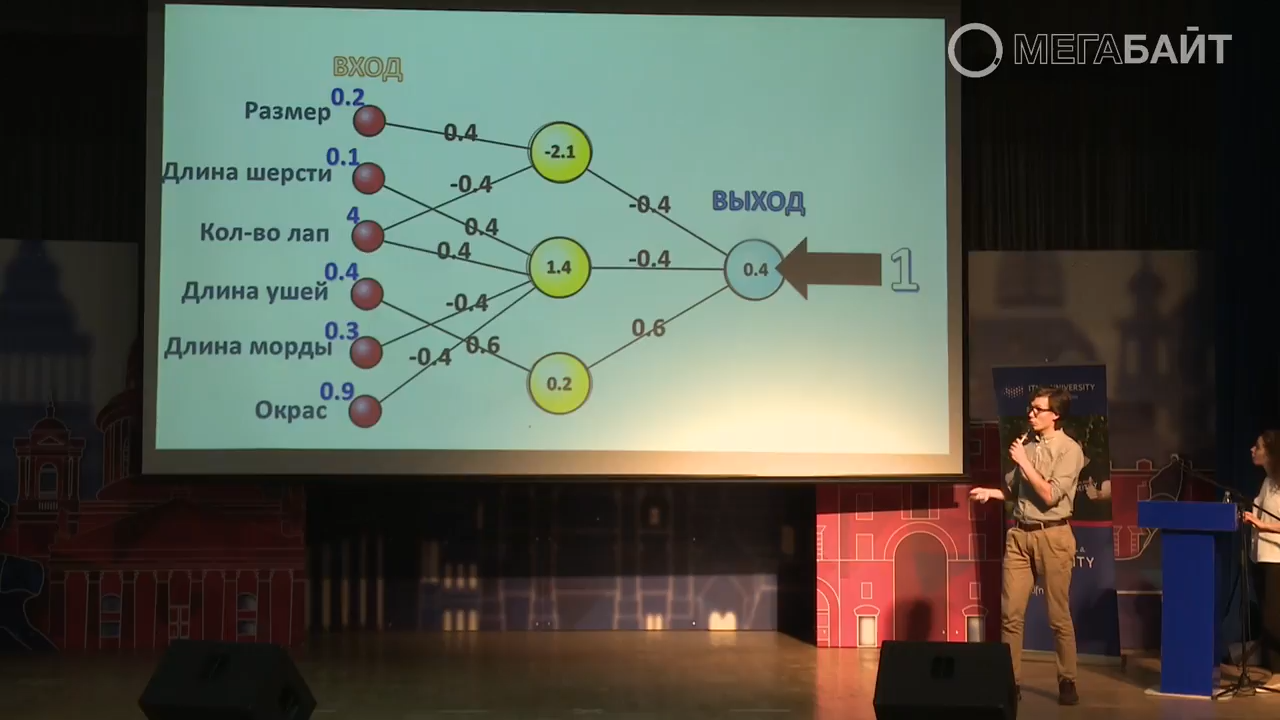 МЕГАБАЙТ
ВХОД
0.2
Размер
0.4
-2.1
0.1
Длина шерсти
-0.4
-0.4
ВЫХОД
4
Кол-во лап
0.4
0.4
1.4
-0.4
0.4
1
0.4
Длина ушей
-0.4
0.3
Длина морды
0.6
0.6
-0.4
0.2
0.9
Окрас
UNIVERSITY